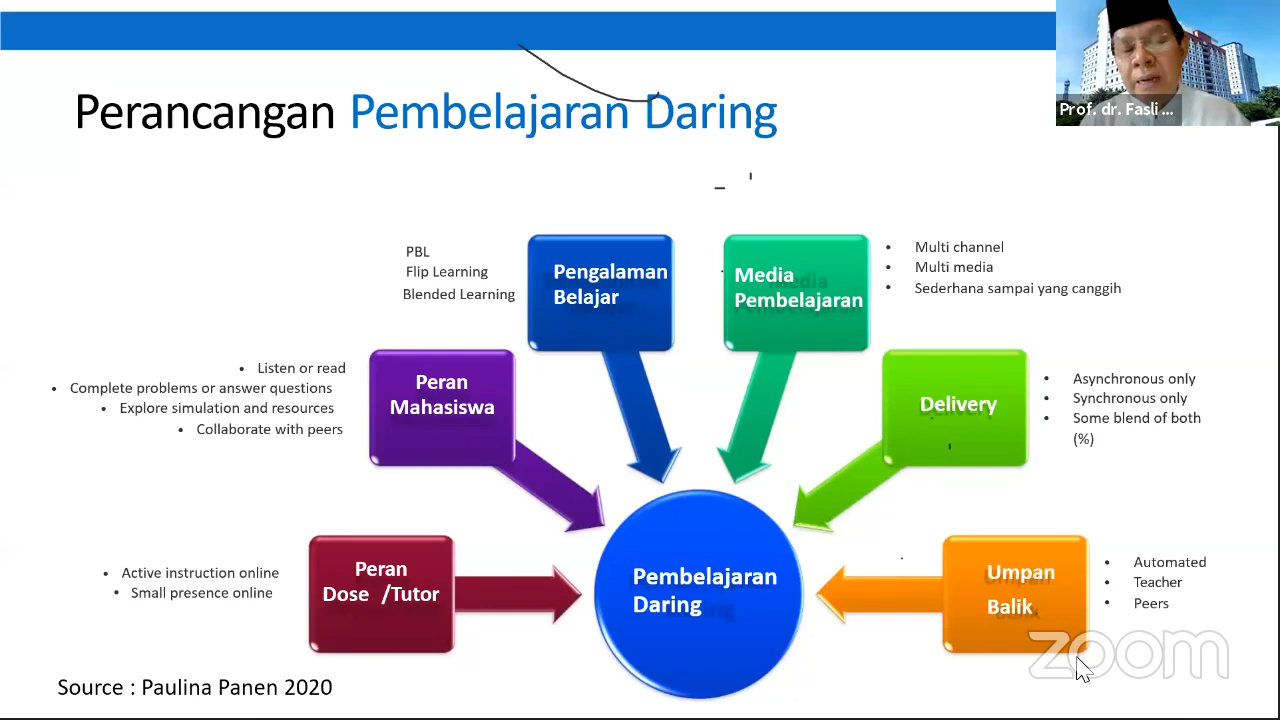 Prof. dr. Fasli ...
Perancangan Pembelajaran Daring
PBL
Flip Learning
Blended Learning
Pengalaman
Belajar
Media
Pembelajaran
• Multi channel
• Multi media
• Sederhana sampai yang canggih
• Listen or read
• Complete problems or answer questions
• Explore simulation and resources
• Collaborate with peers
Peran
Mahasiswa
Delivery
• Asynchronous only
• Synchronous only
• Some blend of both
(%)
• Active instruction online
• Small presence online
Peran
Dose /Tutor
Pembelajaran
Daring
Umpan
Balik
• Automated
• Teacher
• Peers
zoom
Source : Paulina Panen 2020